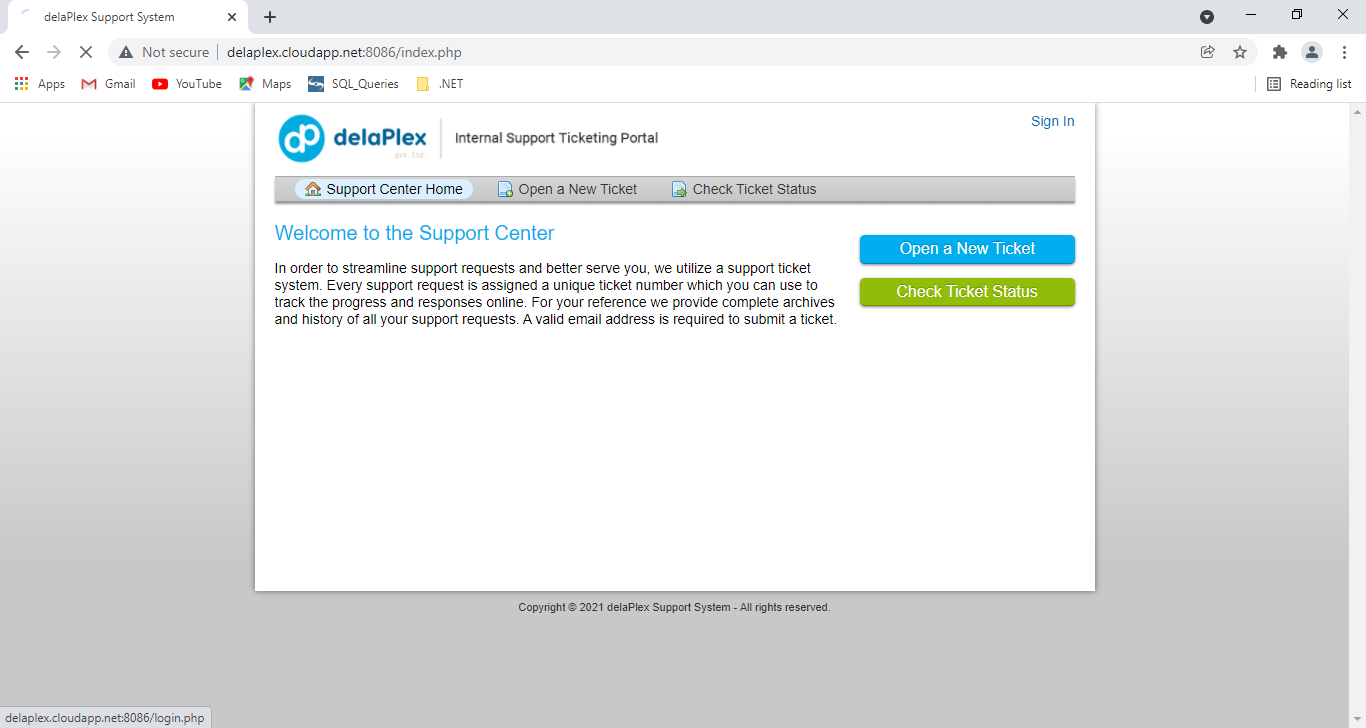 delaPlex Support System
Not secure
delaplex.cloudapp.net:8086/index.php
Apps
Gmail
YouTube
Maps
SQL_Queries
.NET
Reading list
dp delaPlex
pvt.ltd.
Internal Support Ticketing Portal
Sign In
Support Center Home
Open a New Ticket
Check Ticket Status
Welcome to the Support Center
In order to streamline support requests and better serve you, we utilize a support ticket
system. Every support request is assigned a unique ticket number which you can use to
track the progress and responses online. For your reference we provide complete archives
and history of all your support requests. A valid email address is required to submit a ticket.
Open a New Ticket
Check Ticket Status
Copyright © 2021 delaPlex Support System - All rights reserved.
delaplex.cloudapp.net:8086/login.php